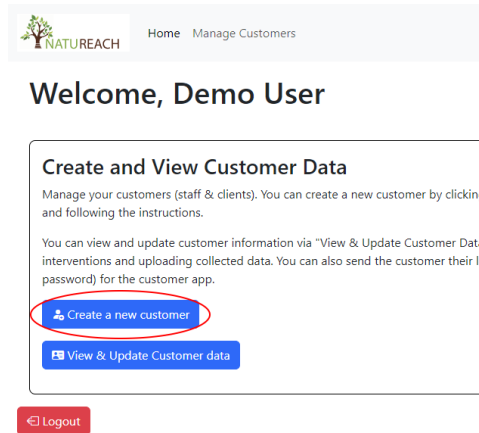 NATUREACH
Home Manage Customers
Welcome, Demo User
Create and View Customer Data
Manage your customers (staff & clients). You can create a new customer by
and following the instructions.
You can view and update customer information via "View & Update Customer
interventions and uploading collected data. You can also send the customer their
password) for the customer app.
Create a new customer
View & Update Customer data
Logout